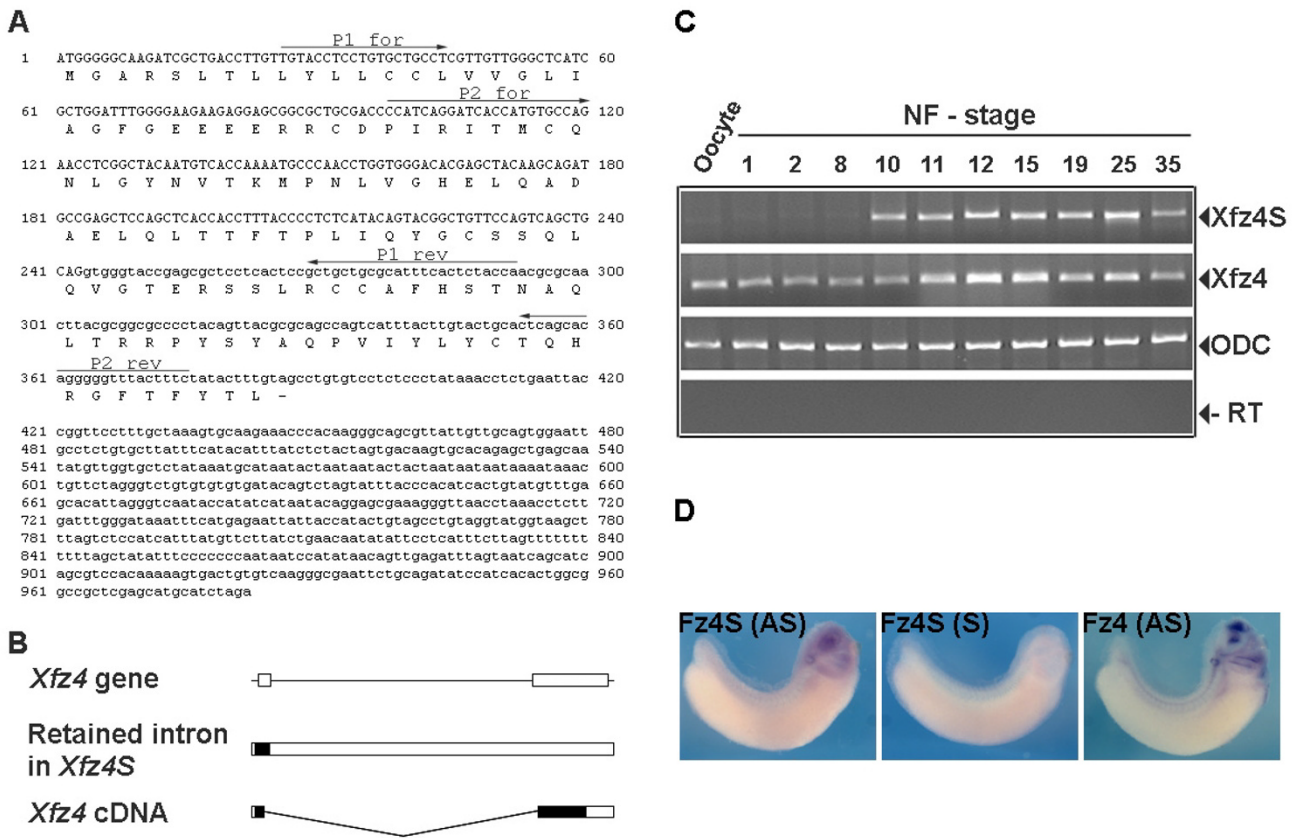 A
P1 for
1 ATGGGGGCAAGATCGCTGACCTTGTTGTACCTCCTGTGCTGCCTCGTTGTTGGGCTCATC 60
M G A R S L T L L Y L L C C L V V G L I
P2 for
61 GCTGGATTTGGGGAAGAAGAGGAGCGGCGCTGCGACCCCATCAGGATCACCATGTGCCAG 120
A G F G E E E E R R C D P I R I T M C Q
121 AACCTCGGCTACAATGTCACCAAAATGCCCAACCTGGTGGGACACGAGCTACAAGCAGAT 180
N L G Y N V T K M P N L V G H E L Q A D
181 GCCGAGCTCCAGCTCACCACCTTTACCCCTCTCATACAGTACGGCTGTTCCAGTCAGCTG 240
A E L Q L T T F T P L I Q Y G C S S Q L
P1 rev
241 CAGgtgggtaccgagcgctcctcactccgctgctgcgcatttcactctaccaacgcgcaa 300
Q V G T E R S S L R C C A F H S T N A Q
301 cttacgcggcgcccctacagttacgcgcagccagtcatttacttgtactgcactcagcac 360
L T R R P Y S Y A Q P V I Y L Y C T Q H
P2 rev
361 agggggtttactttctatactttgtagcctgtgtcctctccctataaacctctgaattac 420
R G F T F Y T L -
421 cggttcctttgctaaagtgcaagaaacccacaagggcagcgttattgttgcagtggaatt 480
481 gcctctgtgcttatttcatacatttatctctactagtgacaagtgcacagagctgagcaa 540
541 tatgttggtgctctataaatgcataatactaataatactactaataataataaaataaac 600
601 tgttctagggtctgtgtgtgtgatacagtctagtatttacccacatcactgtatgtttga 660
661 gcacattagggtcaataccatatcataatacaggagcgaaagggttaacctaaacctctt 720
721 gatttgggataaatttcatgagaattattaccatactgtagcctgtaggtatggtaagct 780
781 ttagtctccatcatttatgttcttatctgaacaatatattcctcatttcttagttttttt 840
841 ttttagctatatttcccccccaataatccatataacagttgagatttagtaatcagcatc 900
901 agcgtccacaaaaagtgactgtgtcaagggcgaattctgcagatatccatcacactggcg 960
961 gccgctcgagcatgcatctaga
B
Xfz4 gene
Retained intron
in Xfz4S
Xfz4 cDNA
C
NF - stage
Oocyte 1 2 8 10 11 12 15 19 25 35
Xfz4S
Xfz4
ODC
- RT
D
Fz4S (AS) Fz4S (S) Fz4 (AS)